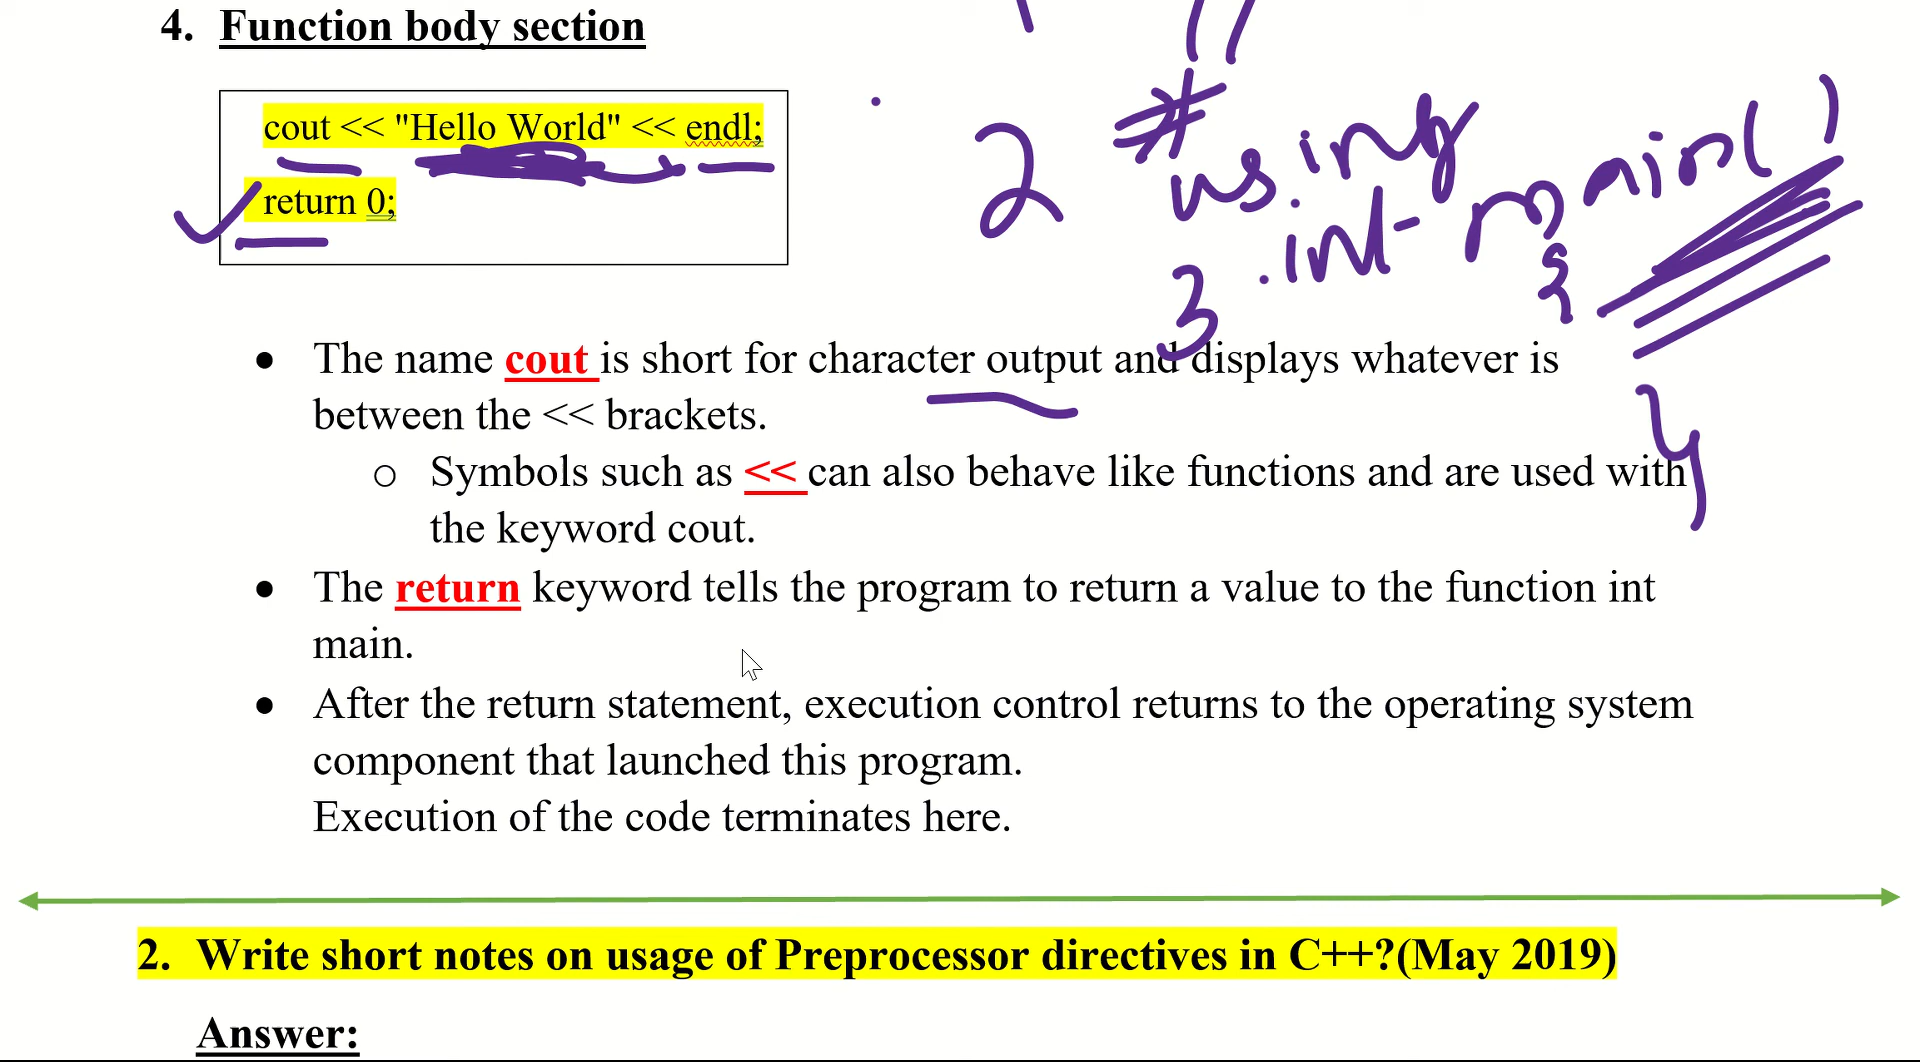 4. Function body section
cout << "Hello World" << endl;
return 0;
2 #
using
3 .int- main()
{
• The name cout is short for character output and displays whatever is
between the << brackets.
o Symbols such as << can also behave like functions and are used with
the keyword cout.
• The return keyword tells the program to return a value to the function int
main.
• After the return statement, execution control returns to the operating system
component that launched this program.
Execution of the code terminates here.
2. Write short notes on usage of Preprocessor directives in C++?(May 2019)
Answer: